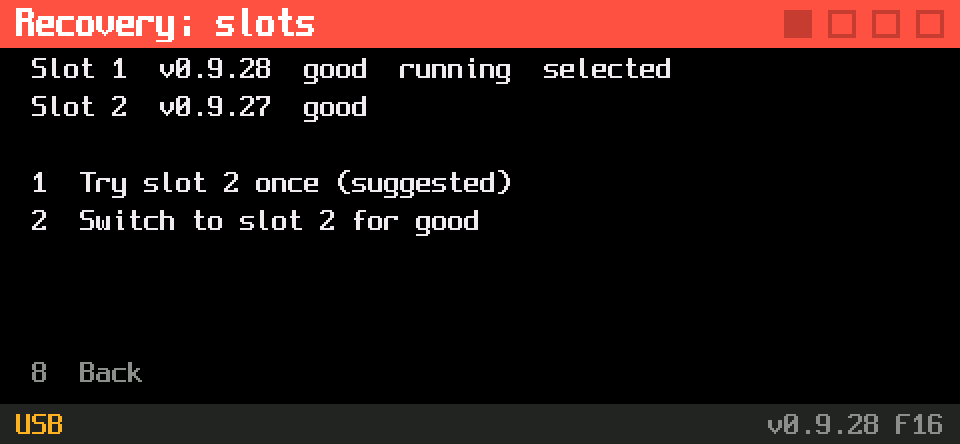 Recovery; slots
Slot 1 v0.9.28 good running selected
Slot 2 v0.9.27 good
1 Try slot 2 once (suggested)
2 Switch to slot 2 for good
8 Back
USB v0.9.28 F16